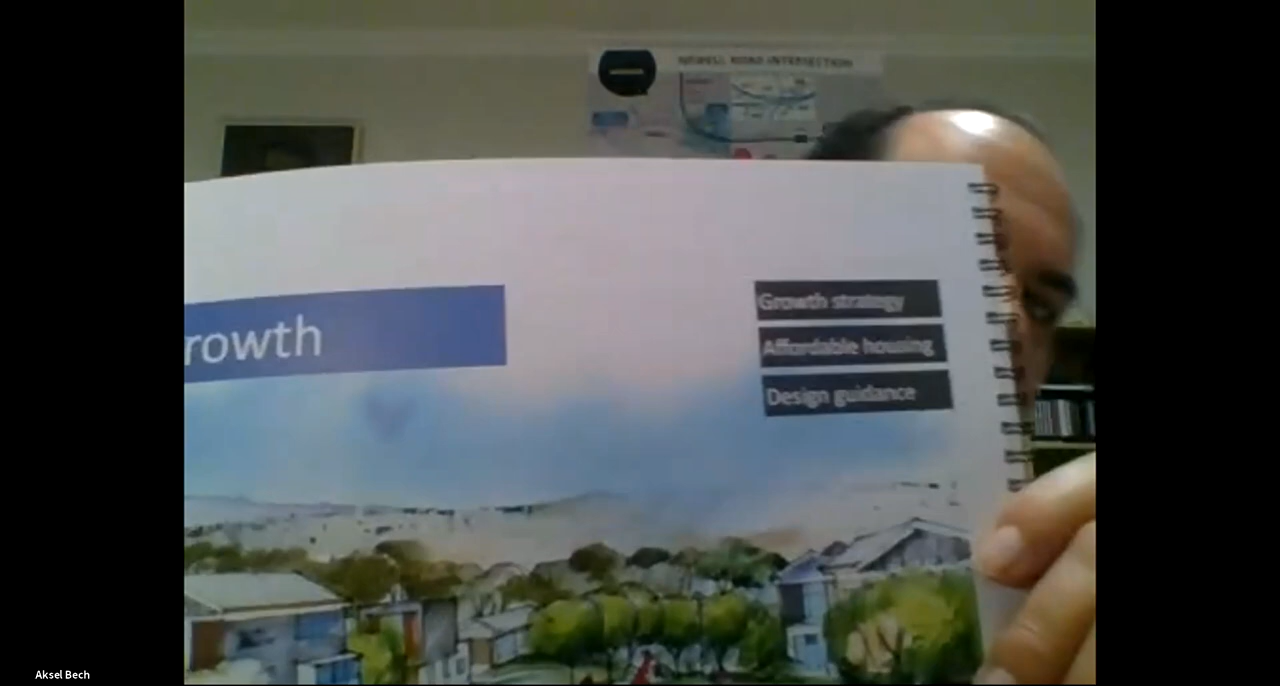 NEWELL ROAD INTERSECTION
rowth
Growth strategy
Affordable housing
Design guidance
Aksel Bech